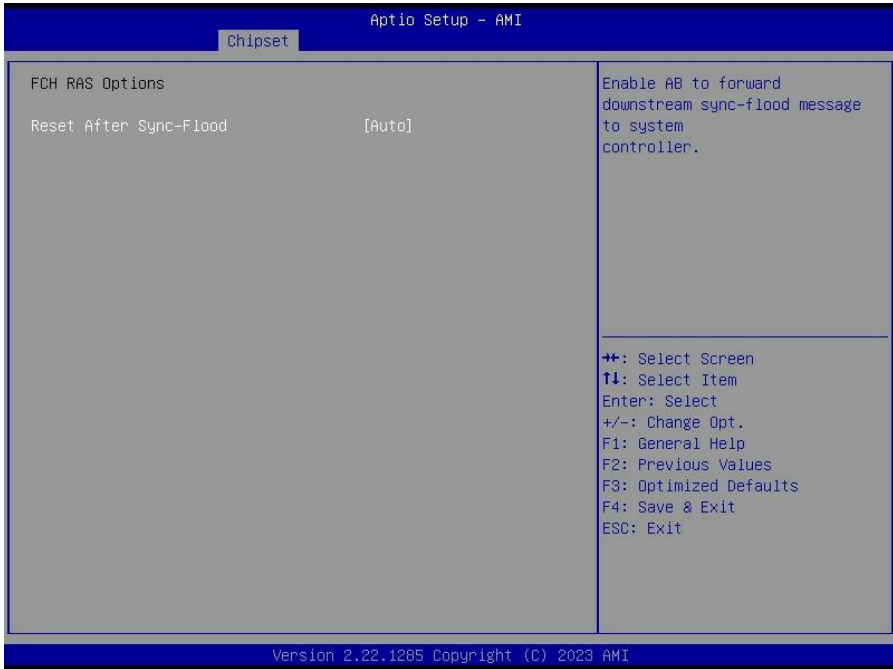 Aptio Setup - AMI
Chipset
FCH RAS Options
Reset After Sync-Flood [Auto]
Enable AB to forward
downstream sync-flood message
to system
controller.
→←: Select Screen
↑↓: Select Item
Enter: Select
+/-: Change Opt.
F1: General Help
F2: Previous Values
F3: Optimized Defaults
F4: Save & Exit
ESC: Exit
Version 2.22.1285 Copyright (C) 2023 AMI